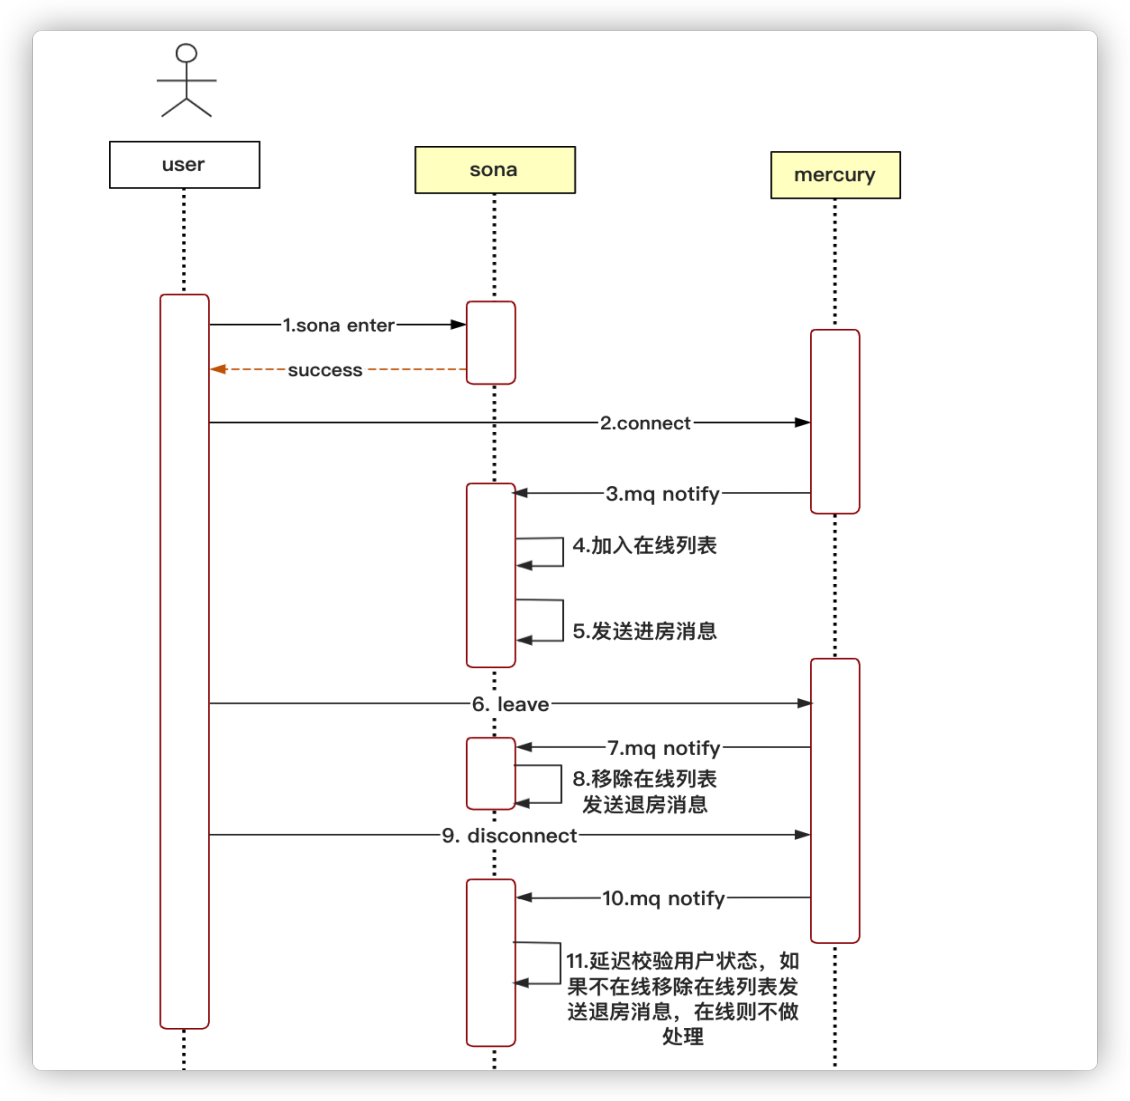 user
sona
mercury
1.sona enter
success
2.connect
3.mq notify
4.加入在线列表
5.发送进房消息
6. leave
7.mq notify
8.移除在线列表
发送退房消息
9. disconnect
10.mq notify
11.延迟校验用户状态，如
果不在线移除在线列表发
送退房消息，在线则不做
处理